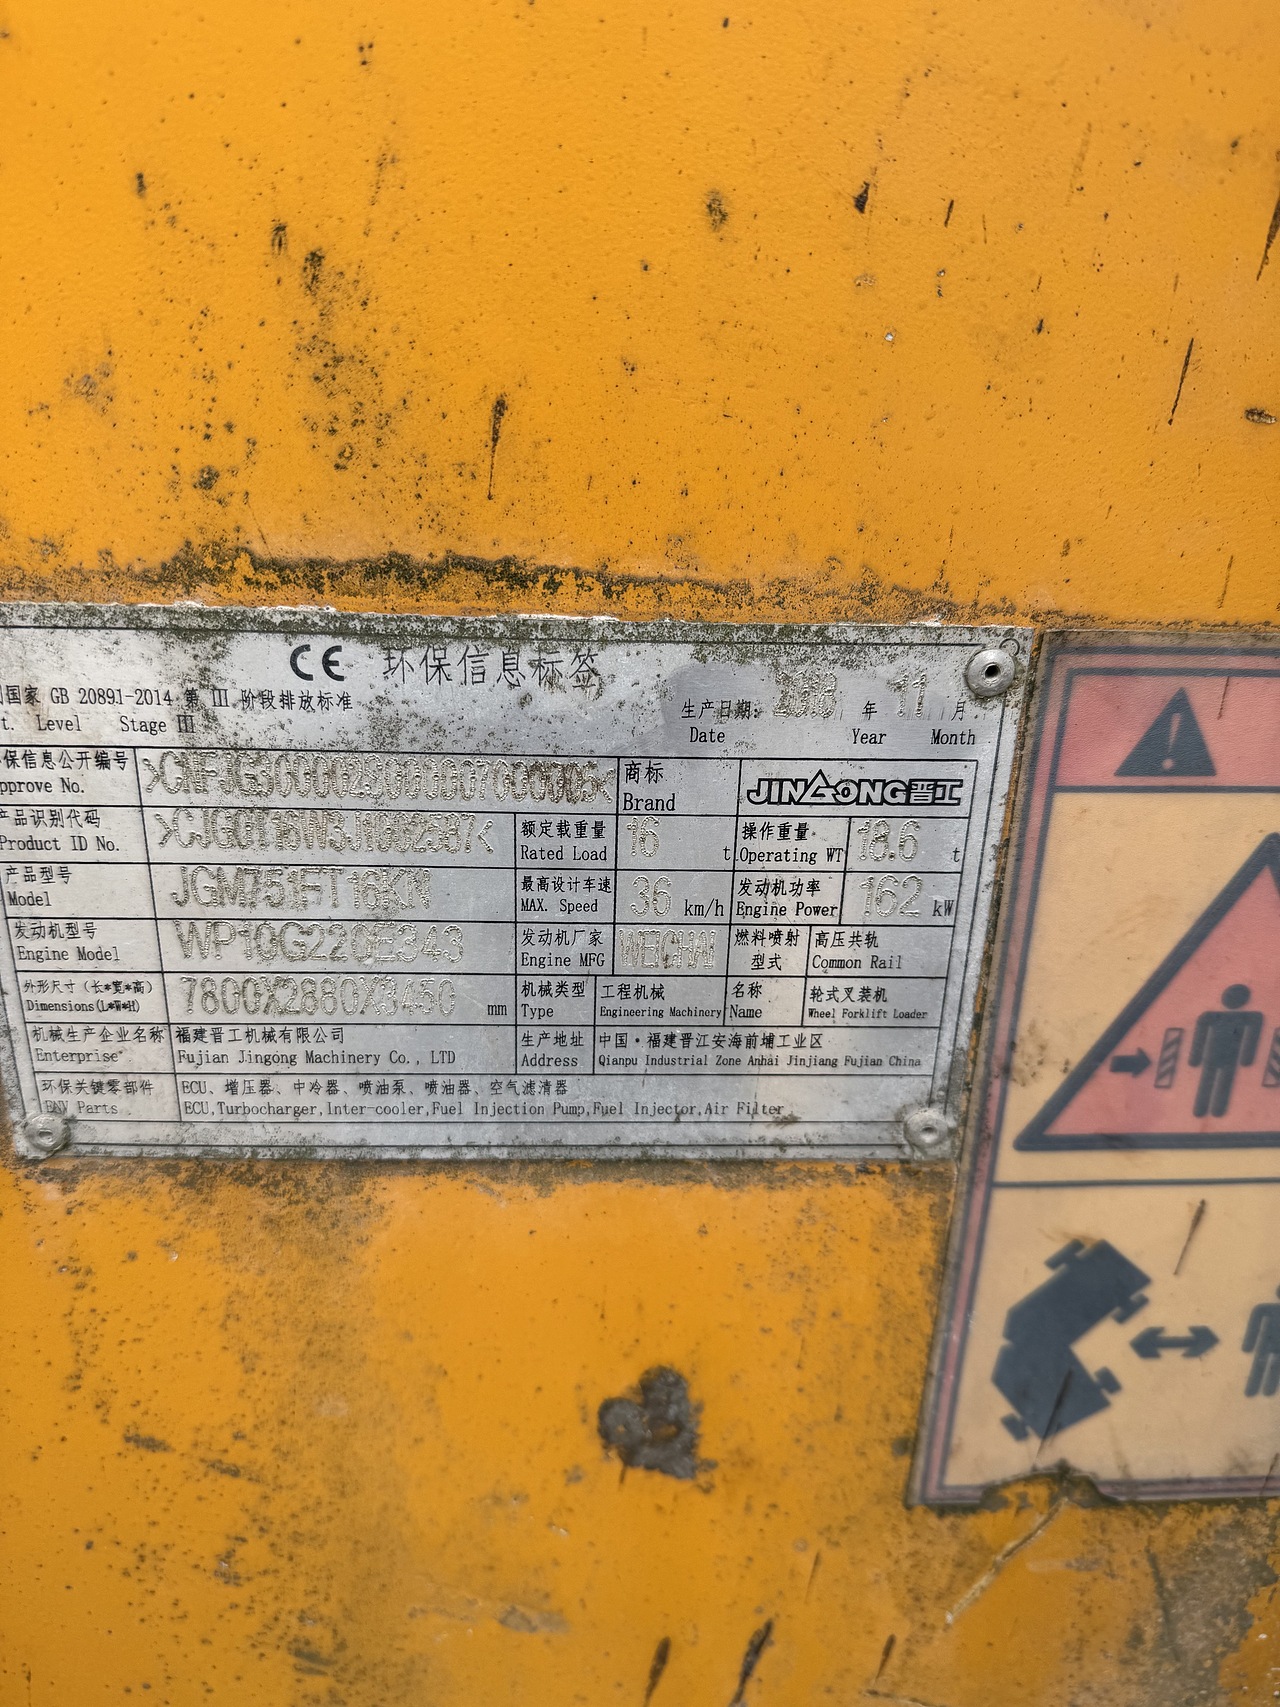 CE 环保信息标签
国家 GB 20891-2014 第 III 阶段排放标准
t. Level Stage III
生产日期: 年 11 月
Date Year Month
保信息公开编号
pprove No.
商标
Brand
JINGONG晋工
产品识别代码
Product ID No.
额定载重量 16 t
Rated Load
操作重量 18.6 t
Operating WT
产品型号 JGM751FT16KN
Model
最高设计车速 36 km/h
MAX. Speed
发动机功率 162 kW
Engine Power
发动机型号 WP10G220E343
Engine Model
发动机厂家 WEICHAI
Engine MFG
燃料喷射型式
高压共轨
Common Rail
外形尺寸(长*宽*高) 7800X2880X3450 mm
Dimensions(L*W*H)
机械类型 工程机械
Type Engineering Machinery
名称 轮式叉装机
Name Wheel Forklift Loader
机械生产企业名称 福建晋工机械有限公司
Enterprise Fujian Jingong Machinery Co., LTD
生产地址 中国·福建晋江安海前埔工业区
Address Qianpu Industrial Zone Anhai Jinjiang Fujian China
环保关键零部件 ECU、增压器、中冷器、喷油泵、喷油器、空气滤清器
ENV Parts ECU,Turbocharger,Inter-cooler,Fuel Injection Pump,Fuel Injector,Air Filter